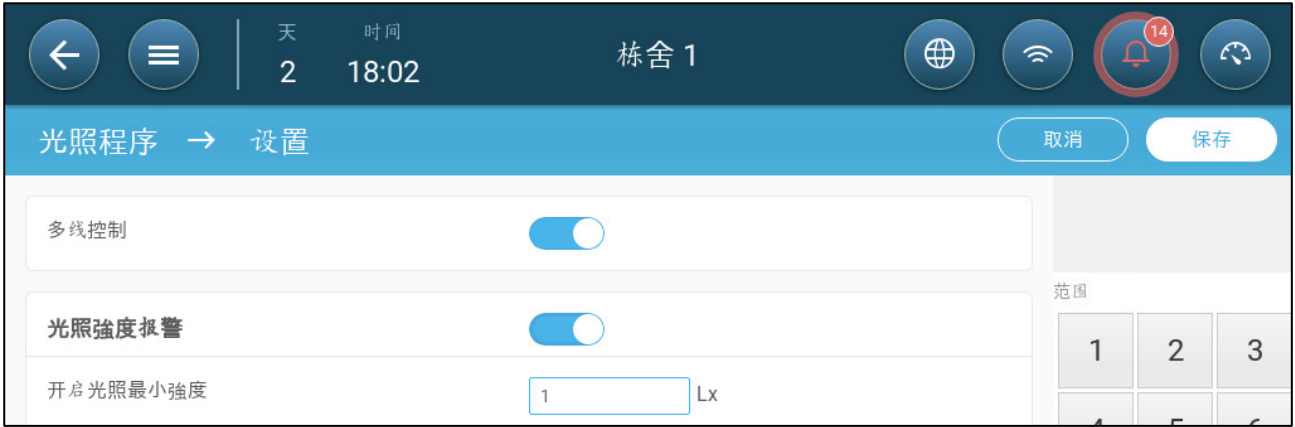 天 时间
2 18:02
栋舍 1
14
光照程序 → 设置
取消
保存
多线控制
光照強度报警
开启光照最小強度
1 Lx
范围
1 2 3